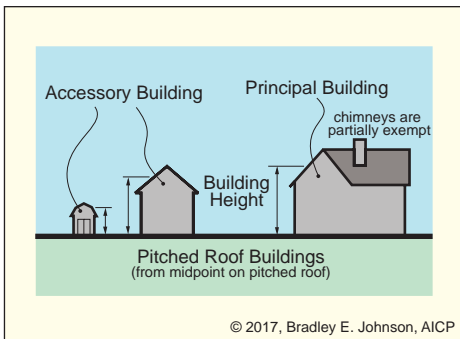 Accessory Building
Principal Building
chimneys are
partially exempt
Building
Height
Pitched Roof Buildings
(from midpoint on pitched roof)
© 2017, Bradley E. Johnson, AICP